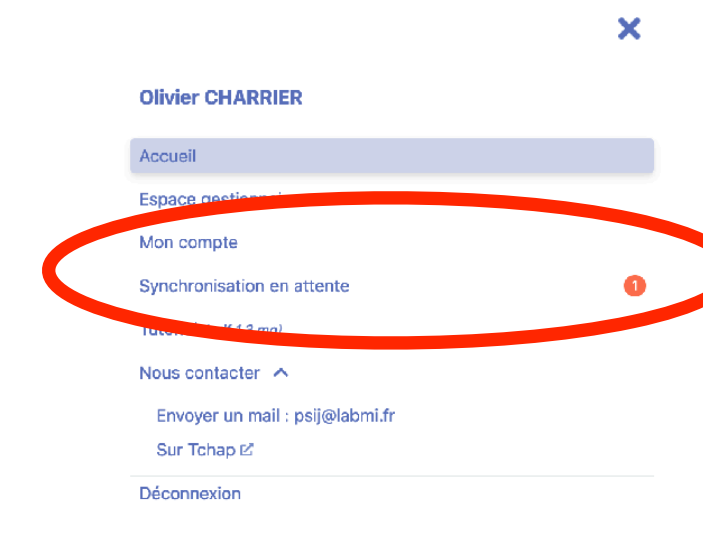 Olivier CHARRIER
Accueil
Espace
Mon compte
Synchronisation en attente
1
Nous contacter
Envoyer un mail : psij@labmi.fr
Sur Tchap
Déconnexion